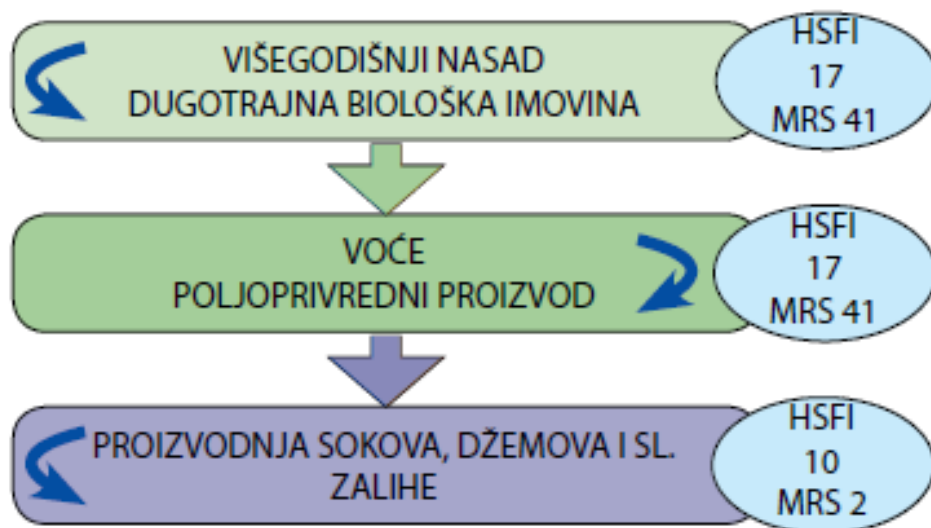 VIŠEGODIŠNJI NASAD
DUGOTRAJNA BIOLOŠKA IMOVINA
HSFI
17
MRS 41
VOĆE
POLJOPRIVREDNI PROIZVOD
HSFI
17
MRS 41
PROIZVODNJA SOKOVA, DŽEMOVA I SL.
ZALIHE
HSFI
10
MRS 2